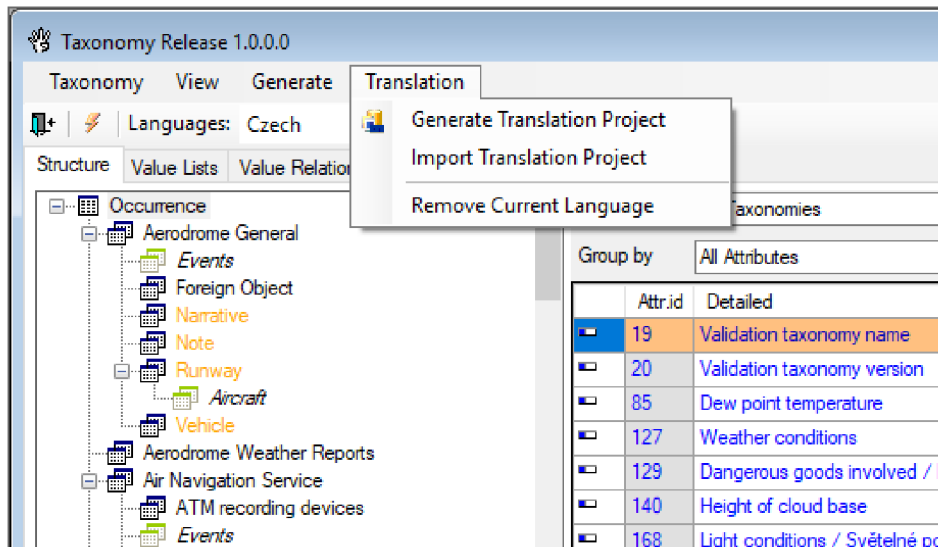 Taxonomy Release 1.0.0.0
Taxonomy View Generate Translation
Languages: Czech
Generate Translation Project
Import Translation Project
Remove Current Language
Structure Value Lists Value Relation
Occurrence
Aerodrome General
Events
Foreign Object
Narrative
Note
Runway
Aircraft
Vehicle
Aerodrome Weather Reports
Air Navigation Service
ATM recording devices
Events
Taxonomies
Group by All Attributes
Attr.id Detailed
19 Validation taxonomy name
20 Validation taxonomy version
85 Dew point temperature
127 Weather conditions
129 Dangerous goods involved /
140 Height of cloud base
168 Light conditions / Světelné po